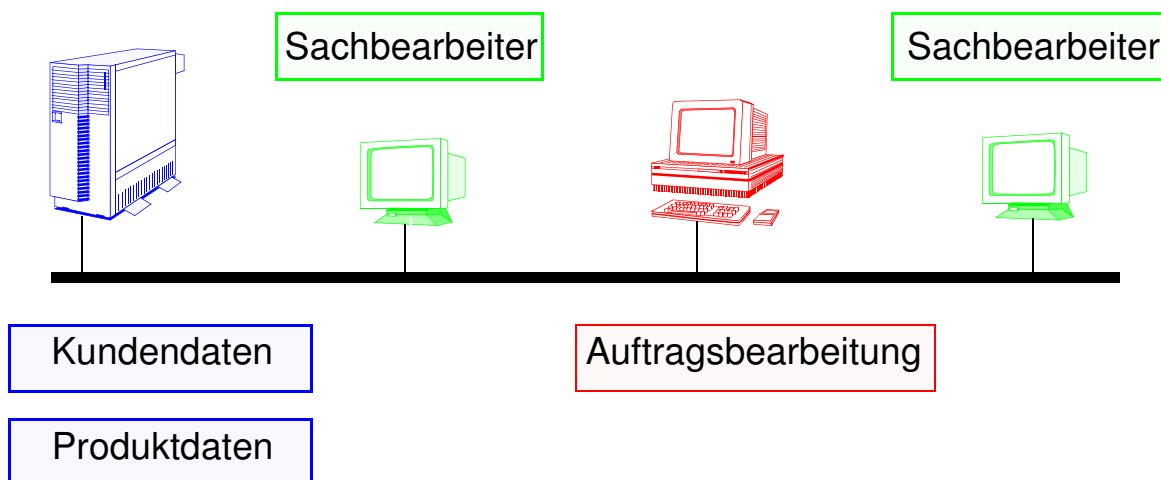 Sachbearbeiter
Sachbearbeiter
Kundendaten
Auftragsbearbeitung
Produktdaten